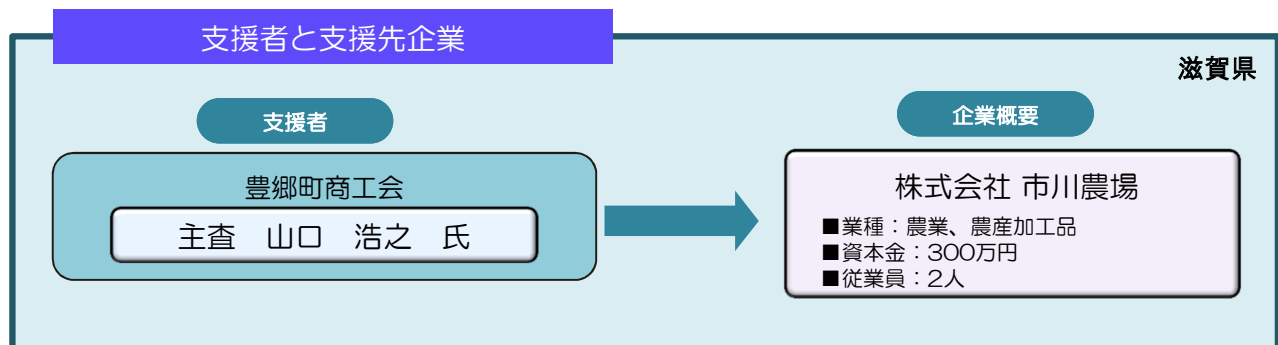 支援者と支援先企業
滋賀県
支援者
豊郷町商工会
主査 山口 浩之 氏
企業概要
株式会社 市川農場
■業種：農業、農産加工品
■資本金：300万円
■従業員：2人